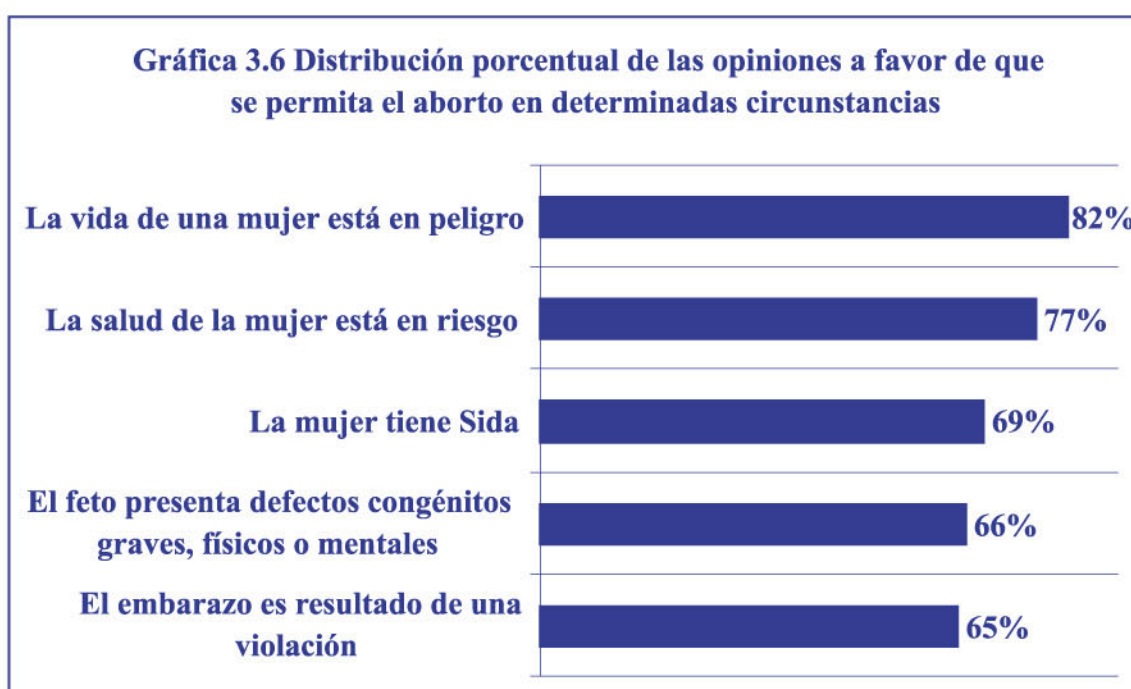 Gráfica 3.6 Distribución porcentual de las opiniones a favor de que
se permita el aborto en determinadas circunstancias
La vida de una mujer está en peligro
82%
La salud de la mujer está en riesgo
77%
La mujer tiene Sida
69%
El feto presenta defectos congénitos
graves, físicos o mentales
66%
El embarazo es resultado de una
violación
65%